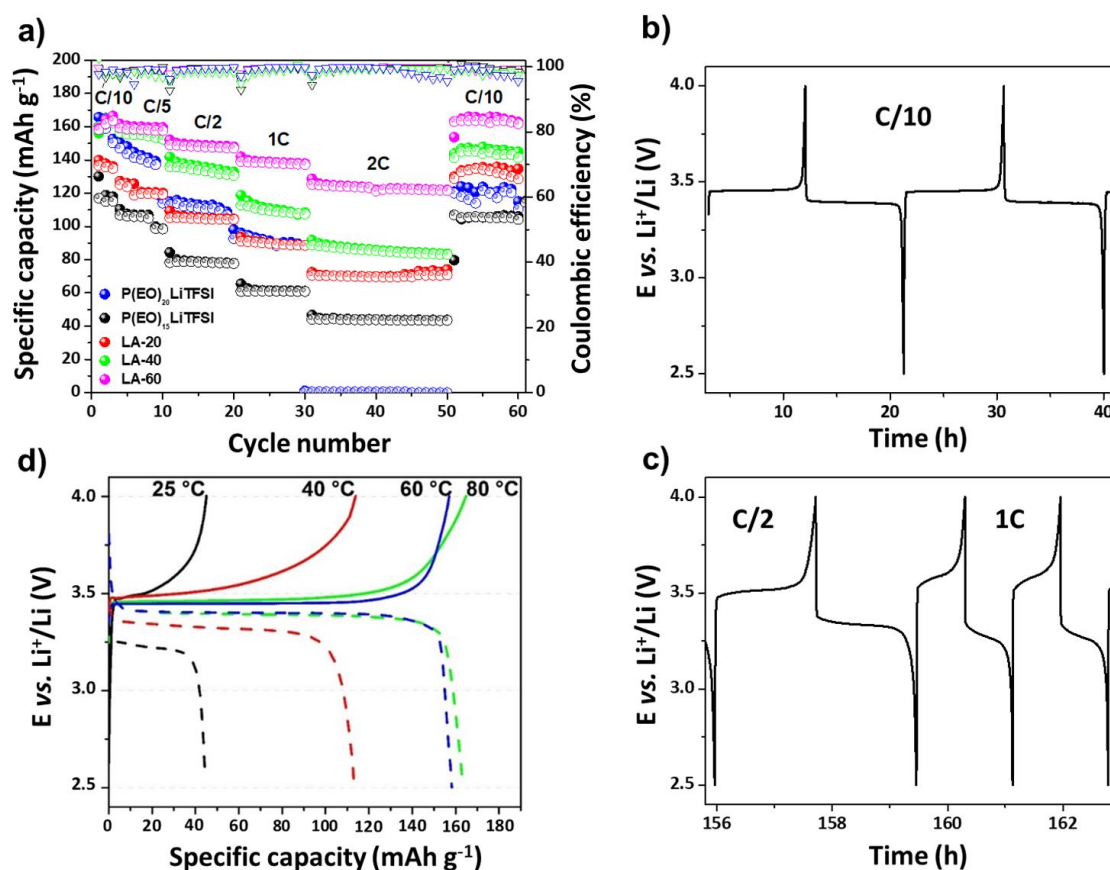 a)
Specific capacity (mAh g⁻¹)
200
180
160
140
120
100
80
60
40
20
0
C/10
C/5
C/2
1C
2C
C/10
P(EO)₂₀LiTFSI
P(EO)₁₅LiTFSI
LA-20
LA-40
LA-60
100
80
60
40
20
0
Coulombic efficiency (%)
0 10 20 30 40 50 60
Cycle number
b)
E vs. Li⁺/Li (V)
4.0
3.5
3.0
2.5
C/10
10 20 30 40
Time (h)
d)
E vs. Li⁺/Li (V)
4.0
3.5
3.0
2.5
25 °C 40 °C 60 °C 80 °C
0 20 40 60 80 100 120 140 160 180
Specific capacity (mAh g⁻¹)
c)
E vs. Li⁺/Li (V)
4.0
3.5
3.0
2.5
C/2
1C
156 158 160 162
Time (h)